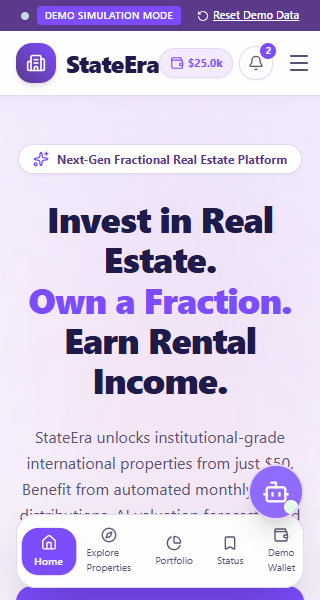 DEMO SIMULATION MODE
Reset Demo Data
StateEra
$25.0k
2
Next-Gen Fractional Real Estate Platform
Invest in Real
Estate.
Own a Fraction.
Earn Rental
Income.
StateEra unlocks institutional-grade
international properties from just $50.
Benefit from automated monthly
Home
Explore
Properties
Portfolio
Status
Demo
Wallet